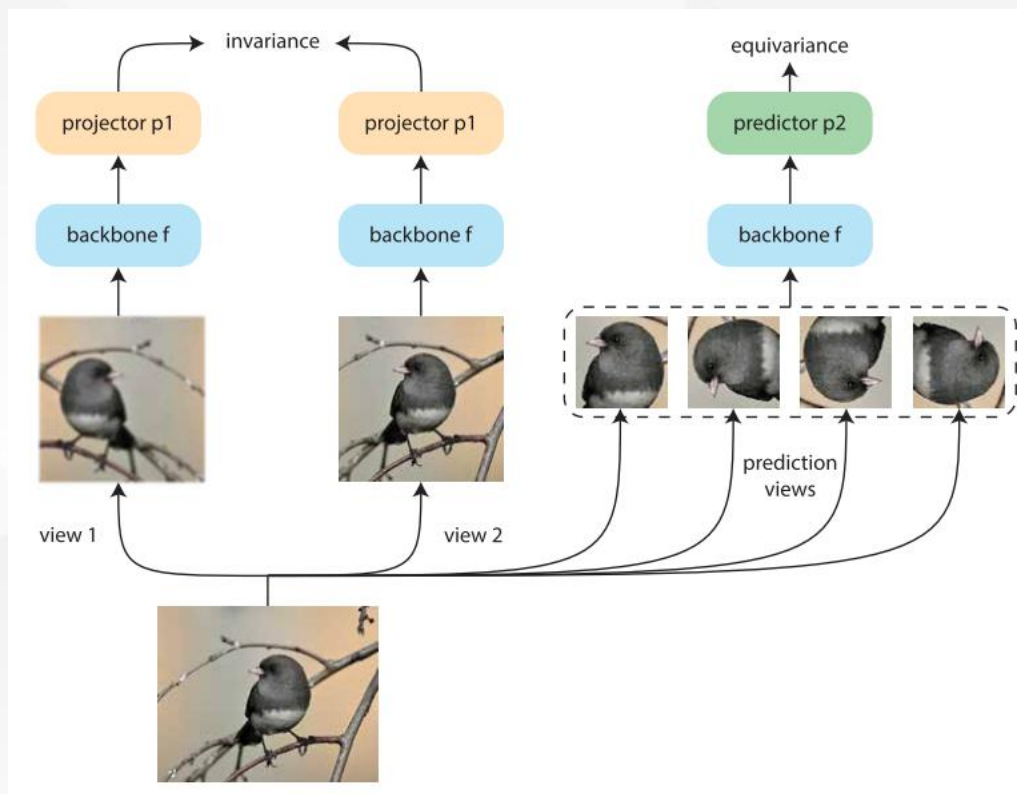 invariance
equivariance
projector p1
projector p1
predictor p2
backbone f
backbone f
backbone f
prediction
views
view 1
view 2